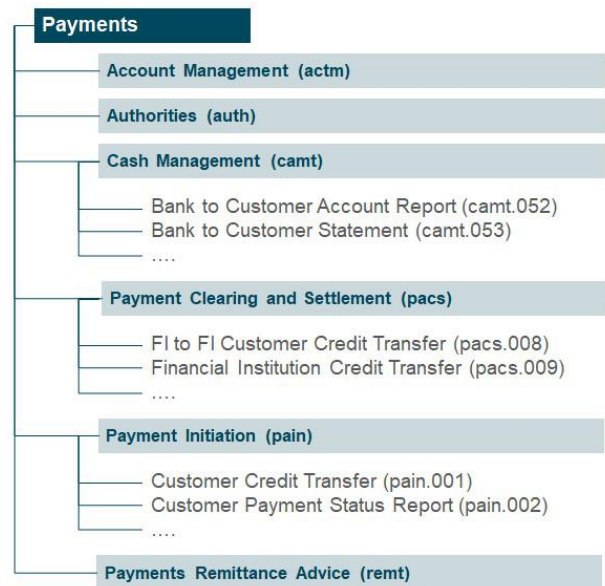 Payments
Account Management (actm)
Authorities (auth)
Cash Management (camt)
Bank to Customer Account Report (camt.052)
Bank to Customer Statement (camt.053)
....
Payment Clearing and Settlement (pacs)
FI to FI Customer Credit Transfer (pacs.008)
Financial Institution Credit Transfer (pacs.009)
....
Payment Initiation (pain)
Customer Credit Transfer (pain.001)
Customer Payment Status Report (pain.002)
....
Payments Remittance Advice (remt)